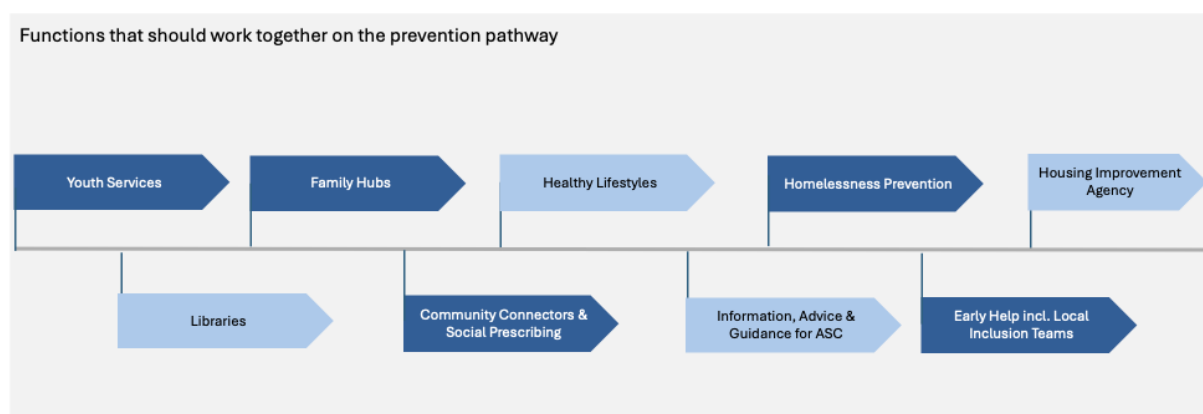 Functions that should work together on the prevention pathway
Youth Services
Family Hubs
Healthy Lifestyles
Homelessness Prevention
Housing Improvement
Agency
Libraries
Community Connectors &
Social Prescribing
Information, Advice &
Guidance for ASC
Early Help incl. Local
Inclusion Teams